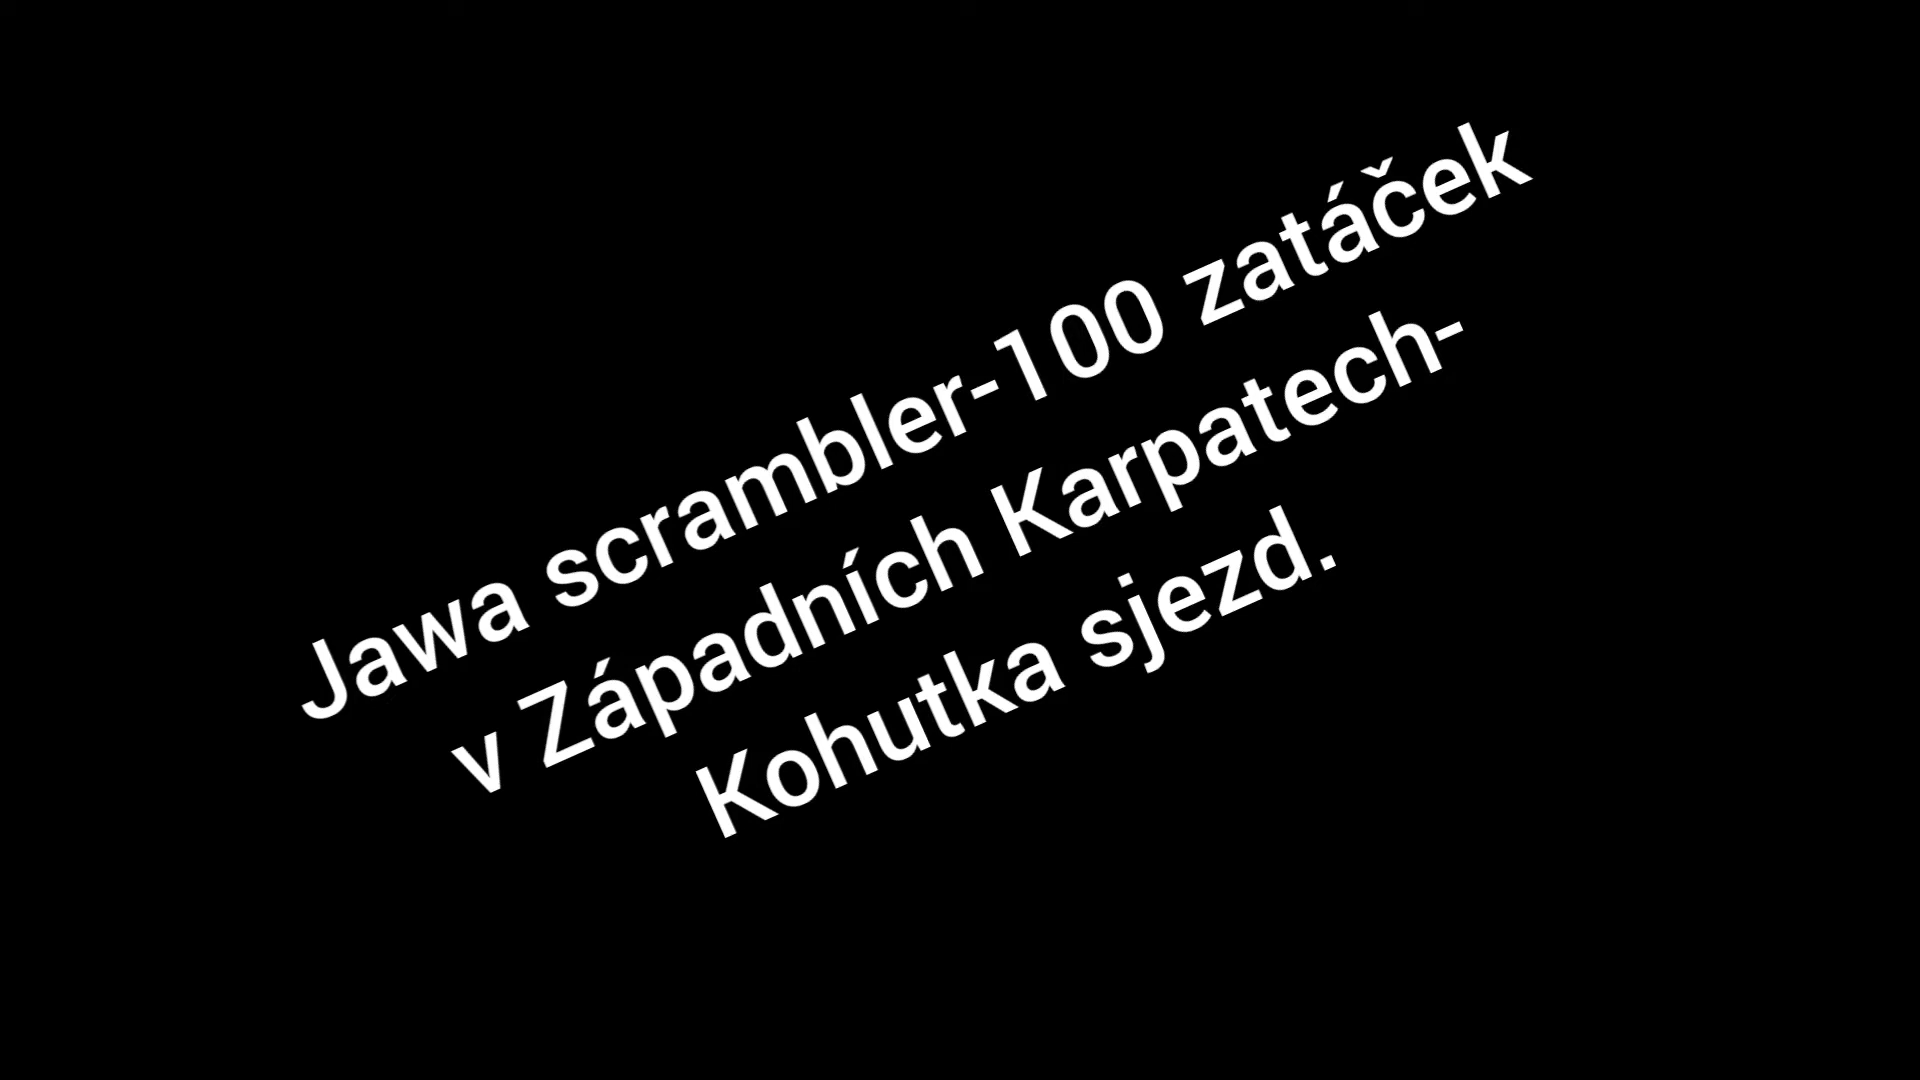 Jawa scrambler-100 zatáček
v Západních Karpatech-
Kohutka sjezd.